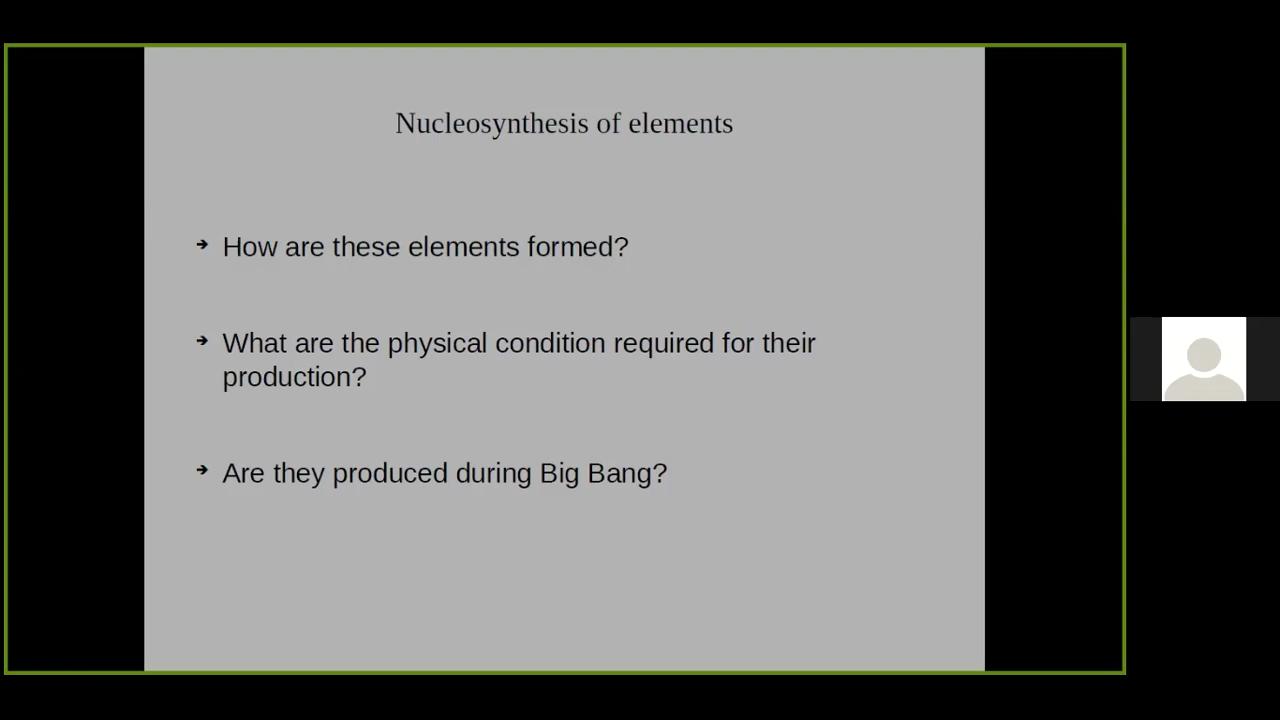 Nucleosynthesis of elements
➔ How are these elements formed?
➔ What are the physical condition required for their
production?
➔ Are they produced during Big Bang?